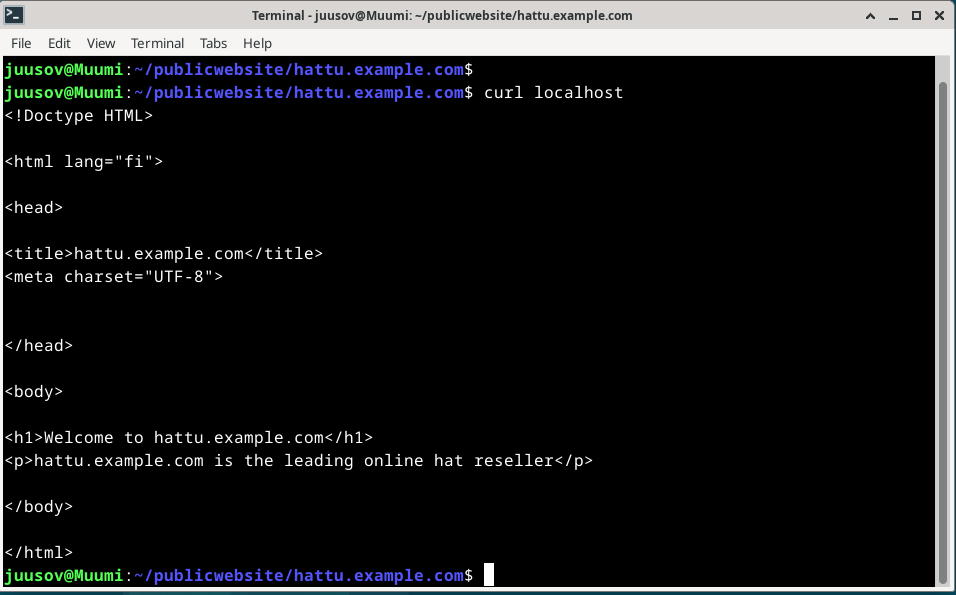 Terminal - juusov@Muumi: ~/publicwebsite/hattu.example.com
File Edit View Terminal Tabs Help
juusov@Muumi:~/publicwebsite/hattu.example.com$
juusov@Muumi:~/publicwebsite/hattu.example.com$ curl localhost
<!Doctype HTML>
<html lang="fi">
<head>
<title>hattu.example.com</title>
<meta charset="UTF-8">
</head>
<body>
<h1>Welcome to hattu.example.com</h1>
<p>hattu.example.com is the leading online hat reseller</p>
</body>
</html>
juusov@Muumi:~/publicwebsite/hattu.example.com$